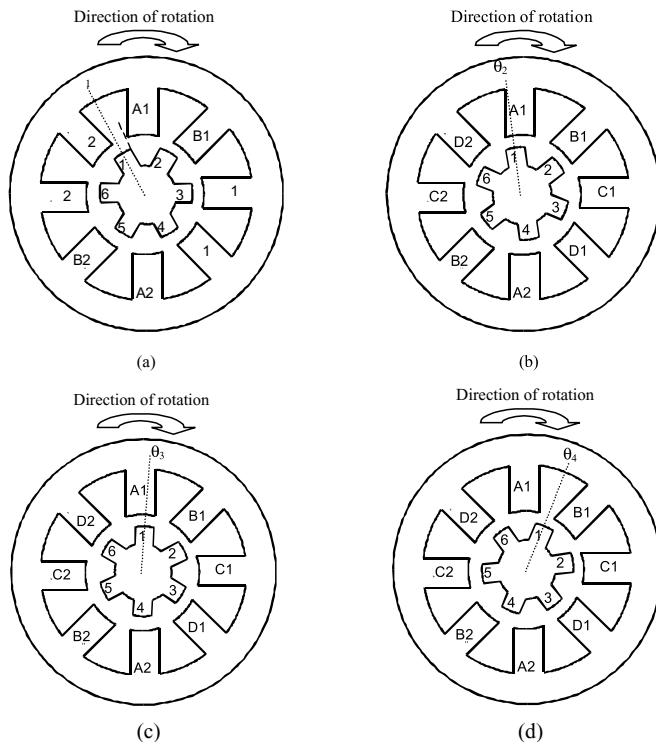 Direction of rotation
1
A1
2
B1
1
2
3
6
2
1
5
4
1
B2
A2
(a)
Direction of rotation
θ2
A1
D2
B1
1
2
6
C2
C1
3
5
4
B2
D1
A2
(b)
Direction of rotation
θ3
A1
D2
B1
1
6
2
C2
C1
5
3
4
B2
D1
A2
(c)
Direction of rotation
θ4
A1
D2
B1
6
1
C2
5
2
C1
4
3
B2
D1
A2
(d)